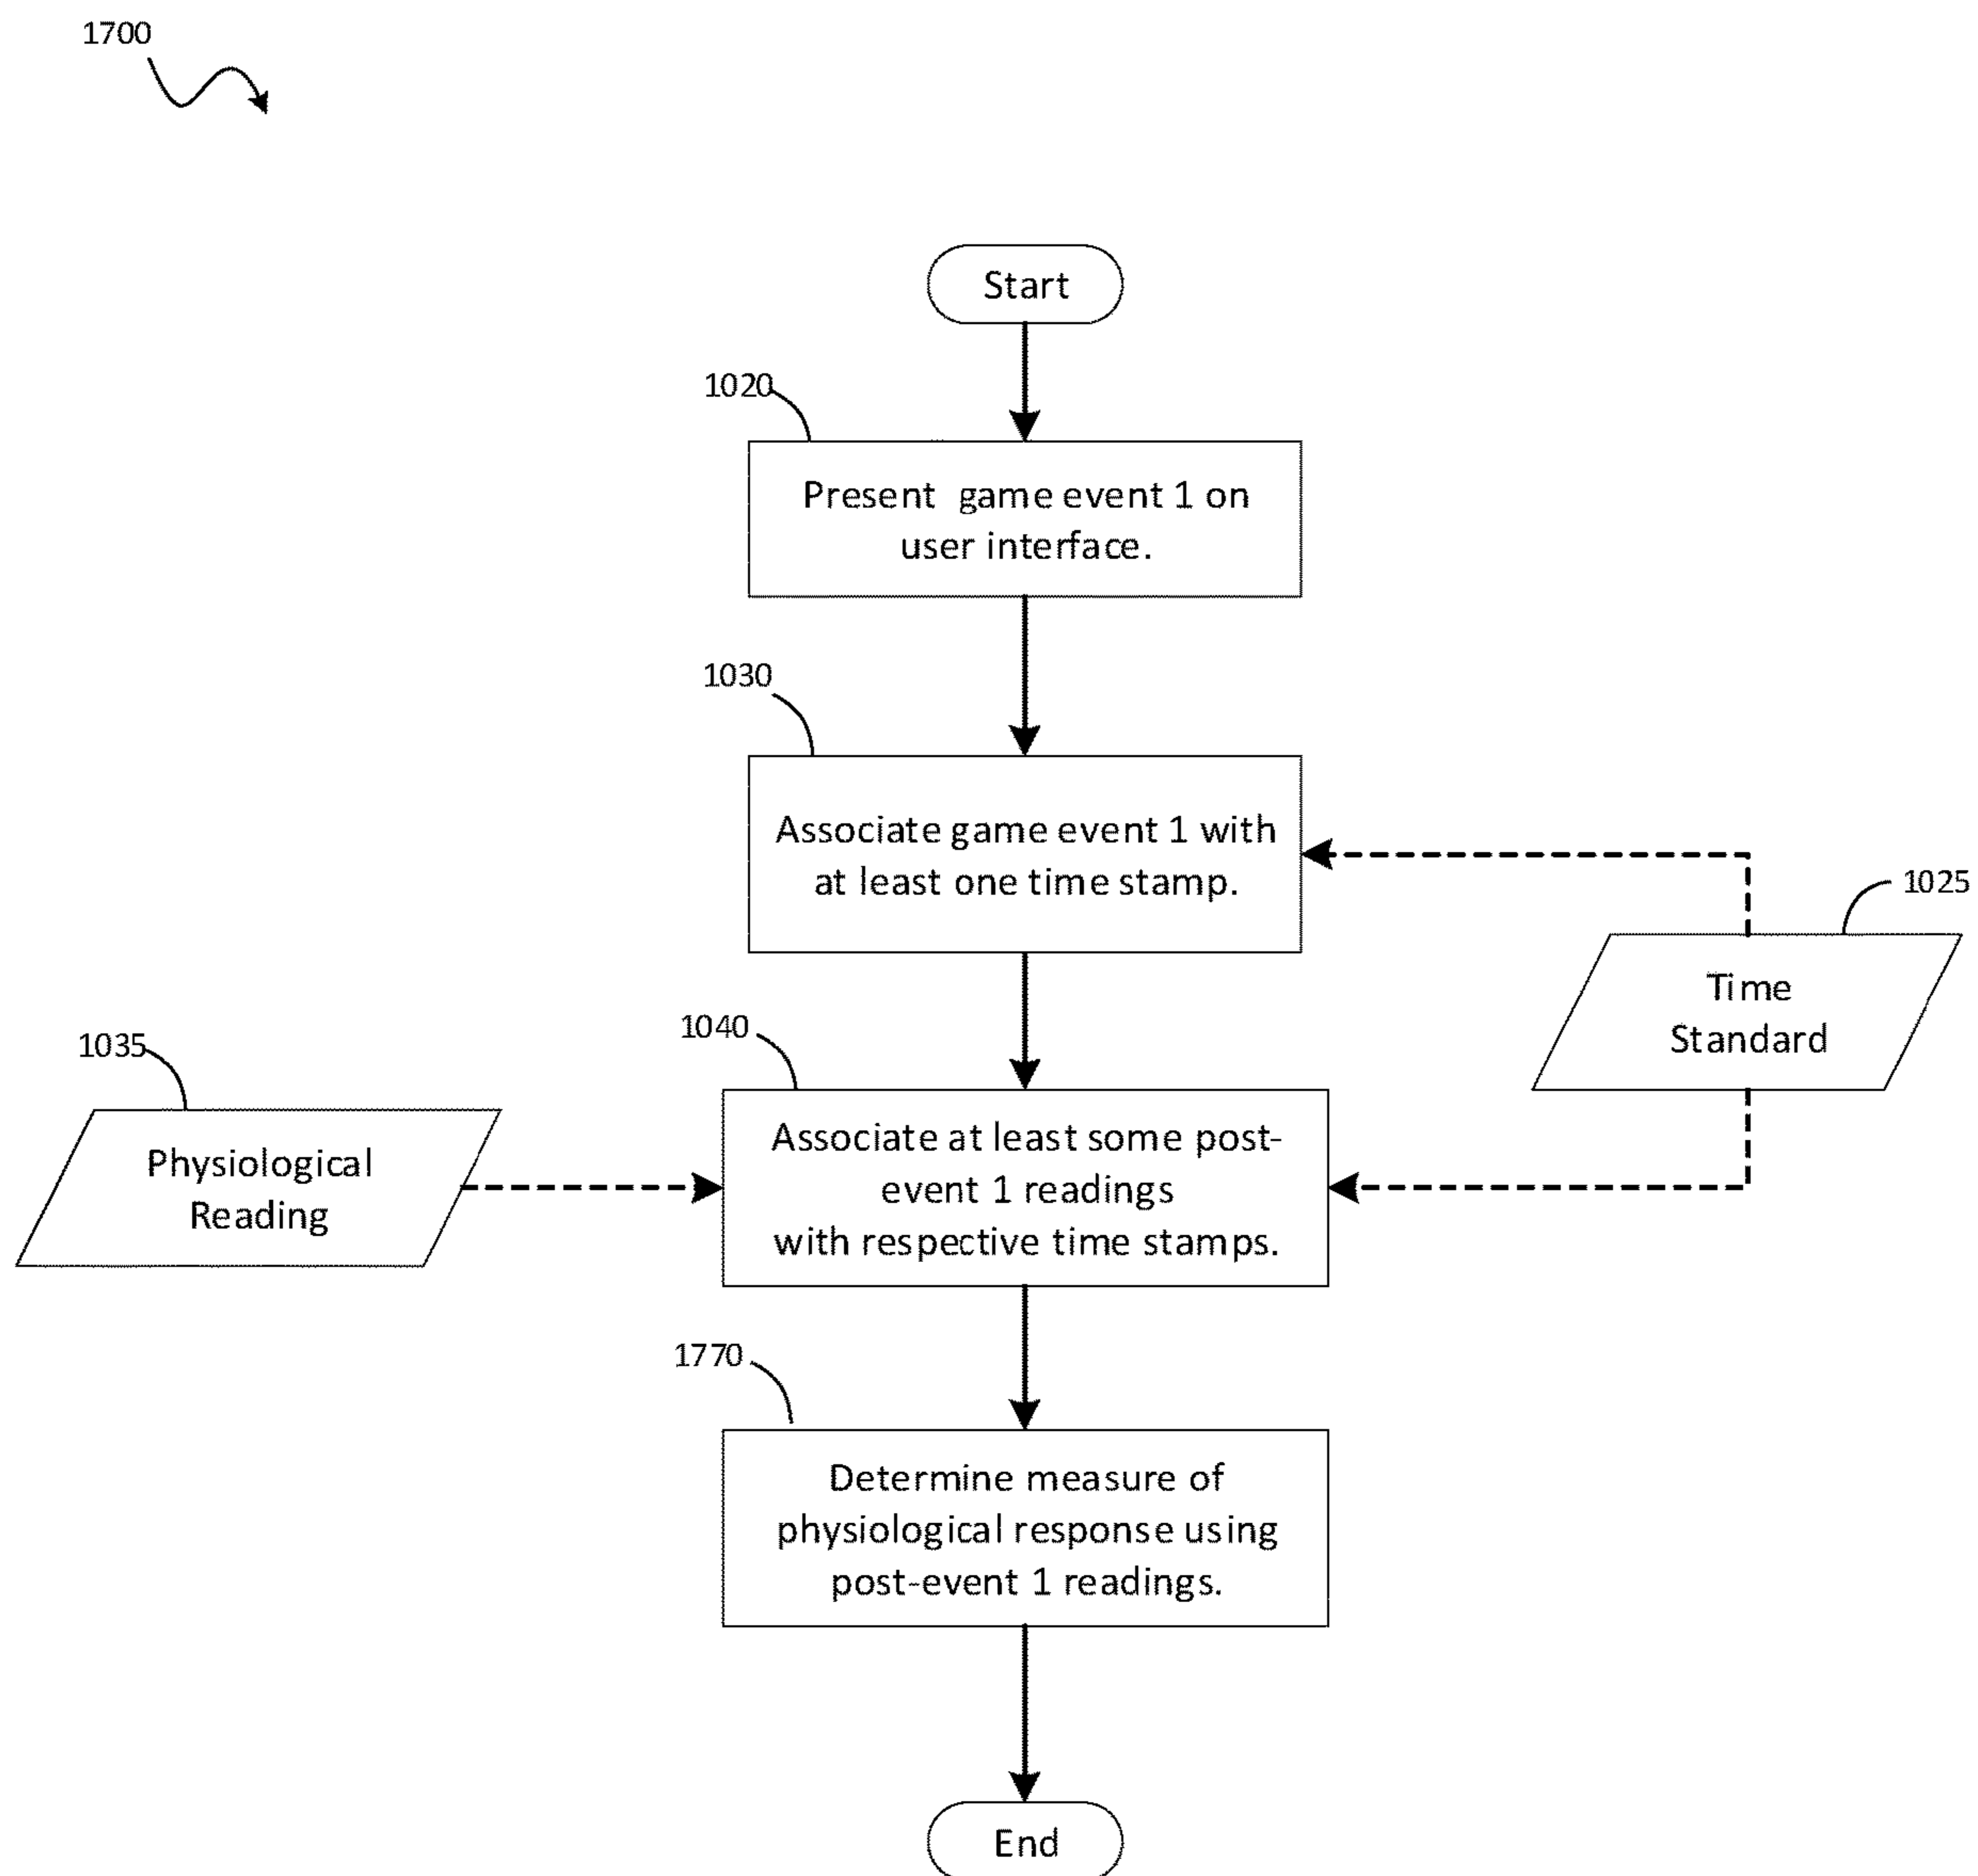 1700
Start
1020
Present game event 1 on
user interface.
1030
Associate game event 1 with
at least one time stamp.
1025
Time
Standard
1035
Physiological
Reading
1040
Associate at least some post-
event 1 readings
with respective time stamps.
1770
Determine measure of
physiological response using
post-event 1 readings.
End